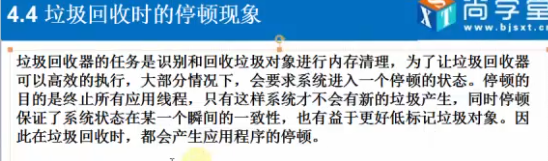 4.4 垃圾回收时的停顿现象
尚学堂
www.bjsxt.com
垃圾回收器的任务是识别和回收垃圾对象进行内存清理，为了让垃圾回收器
可以高效的执行，大部分情况下，会要求系统进入一个停顿的状态。停顿的
目的是终止所有应用线程，只有这样系统才不会有新的垃圾产生，同时停顿
保证了系统状态在某一个瞬间的一致性，也有益于更好低标记垃圾对象。因
此在垃圾回收时，都会产生应用程序的停顿。